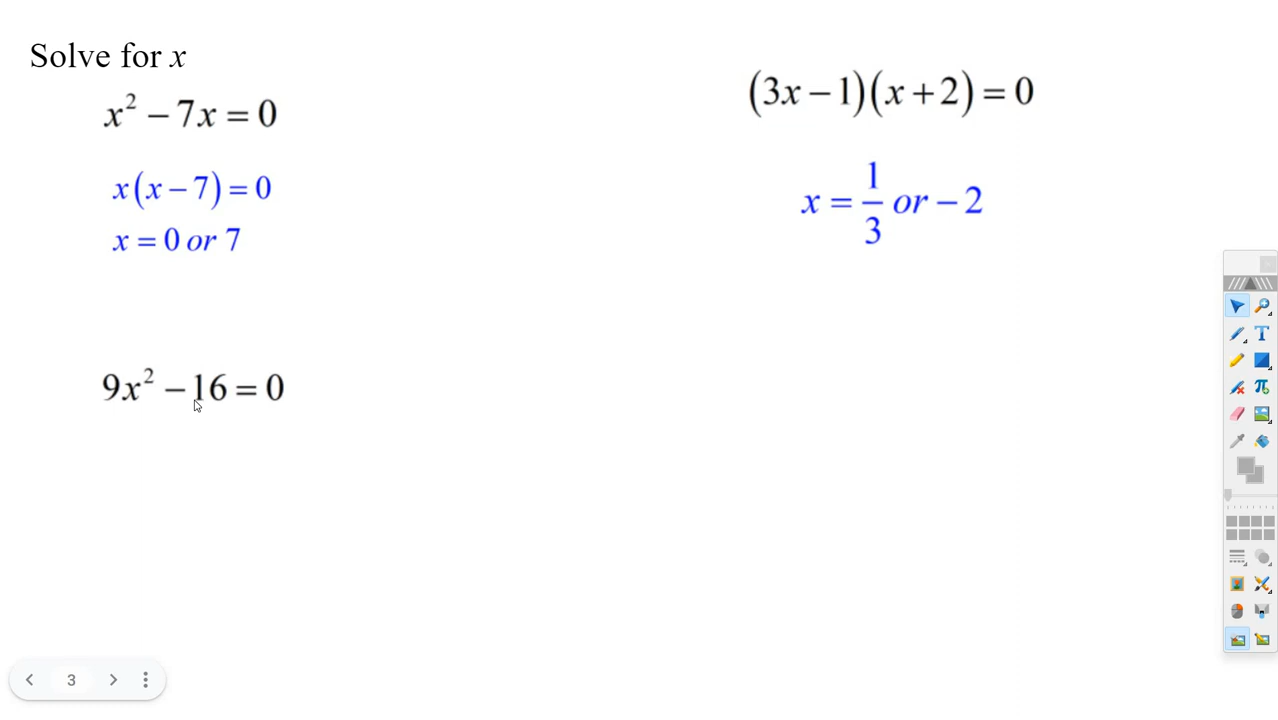 Solve for x
x² − 7x = 0
x(x − 7) = 0
x = 0 or 7
(3x − 1)(x + 2) = 0
x = 1/3 or − 2
9x² − 16 = 0
3